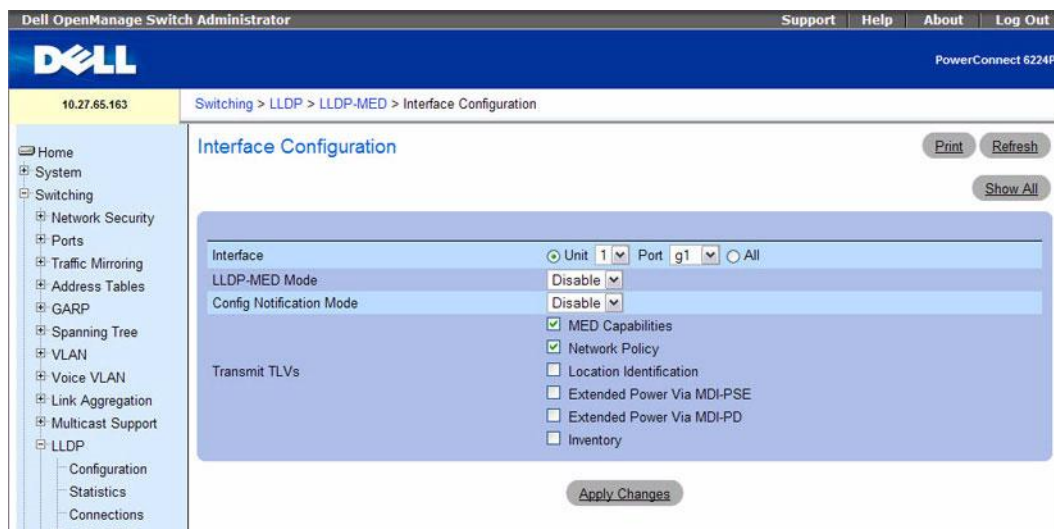 Dell OpenManage Switch Administrator
Support Help About Log Out
DELL
PowerConnect 6224P
10.27.65.163
Switching > LLDP > LLDP-MED > Interface Configuration
Home
System
Switching
Network Security
Ports
Traffic Mirroring
Address Tables
GARP
Spanning Tree
VLAN
Voice VLAN
Link Aggregation
Multicast Support
LLDP
Configuration
Statistics
Connections
Interface Configuration
Print Refresh
Show All
Interface Unit 1 Port g1 All
LLDP-MED Mode Disable
Config Notification Mode Disable
Transmit TLVs
MED Capabilities
Network Policy
Location Identification
Extended Power Via MDI-PSE
Extended Power Via MDI-PD
Inventory
Apply Changes